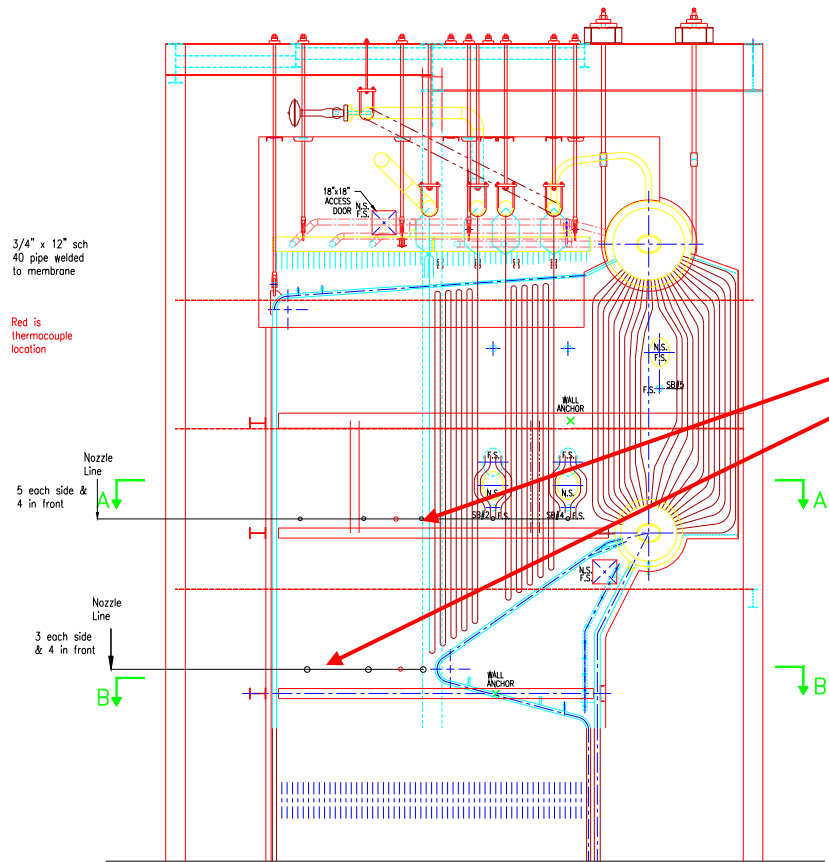 18"x18"
ACCESS
DOOR
N.S.
F.S.
3/4" x 12" sch
40 pipe welded
to membrane
Red is
thermocouple
location
N.S.
F.S.
F.S.
SB#5
WALL
ANCHOR
Nozzle
Line
F.S.
F.S.
5 each side &
4 in front
A
N.S.
N.S.
A
SB#2
F.S.
SB#4
F.S.
N.S.
F.S.
Nozzle
Line
3 each side
& 4 in front
B
WALL
ANCHOR
B